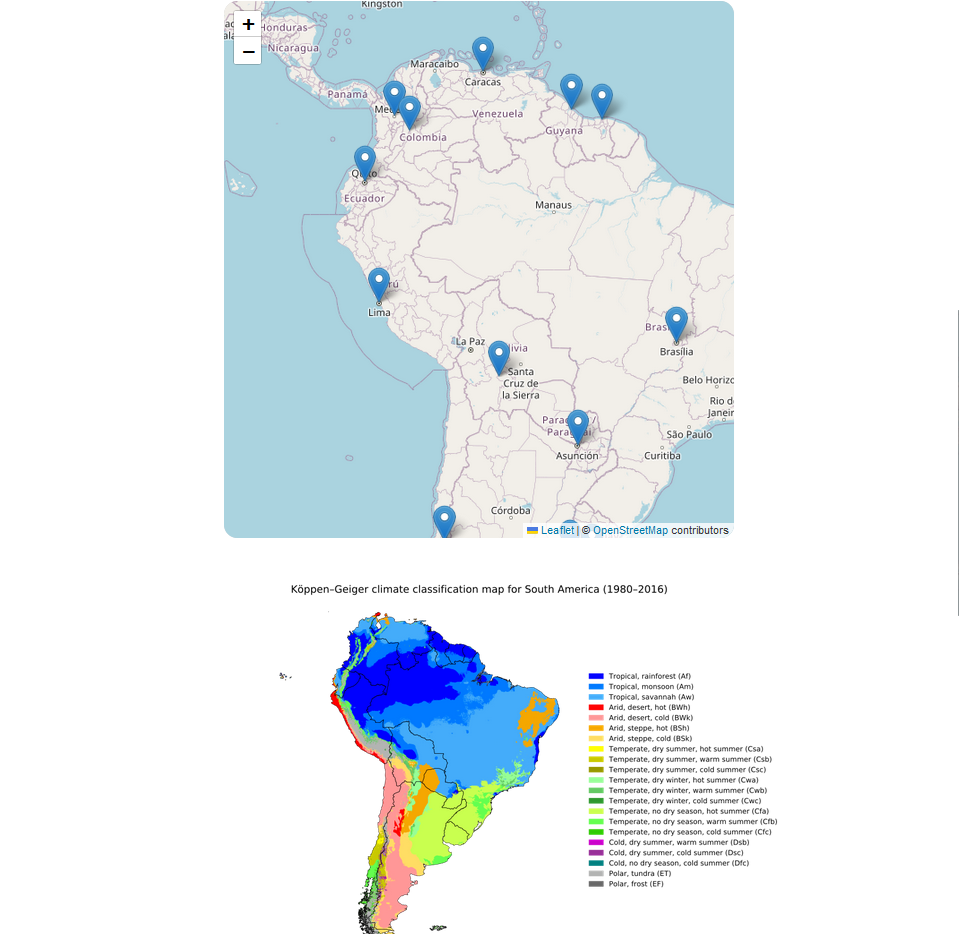 Kingston
+
−
Honduras
Nicaragua
Maracaibo
Caracas
Panamá
Venezuela
Guyana
Colombia
Ecuador
Manaus
Lima
La Paz
Brasília
Santa
Cruz de
la Sierra
Belo Horizo
Rio d
Janeir
São Paulo
Asunción
Curitiba
Córdoba
Leaflet | © OpenStreetMap contributors
Köppen–Geiger climate classification map for South America (1980–2016)
Tropical, rainforest (Af)
Tropical, monsoon (Am)
Tropical, savannah (Aw)
Arid, desert, hot (BWh)
Arid, desert, cold (BWk)
Arid, steppe, hot (BSh)
Arid, steppe, cold (BSk)
Temperate, dry summer, hot summer (Csa)
Temperate, dry summer, warm summer (Csb)
Temperate, dry summer, cold summer (Csc)
Temperate, dry winter, hot summer (Cwa)
Temperate, dry winter, warm summer (Cwb)
Temperate, dry winter, cold summer (Cwc)
Temperate, no dry season, hot summer (Cfa)
Temperate, no dry season, warm summer (Cfb)
Temperate, no dry season, cold summer (Cfc)
Cold, dry summer, warm summer (Dsb)
Cold, dry summer, cold summer (Dsc)
Cold, no dry season, cold summer (Dfc)
Polar, tundra (ET)
Polar, frost (EF)